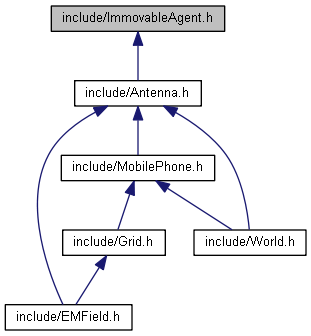 include/ImmovableAgent.h
include/Antenna.h
include/MobilePhone.h
include/Grid.h
include/World.h
include/EMField.h